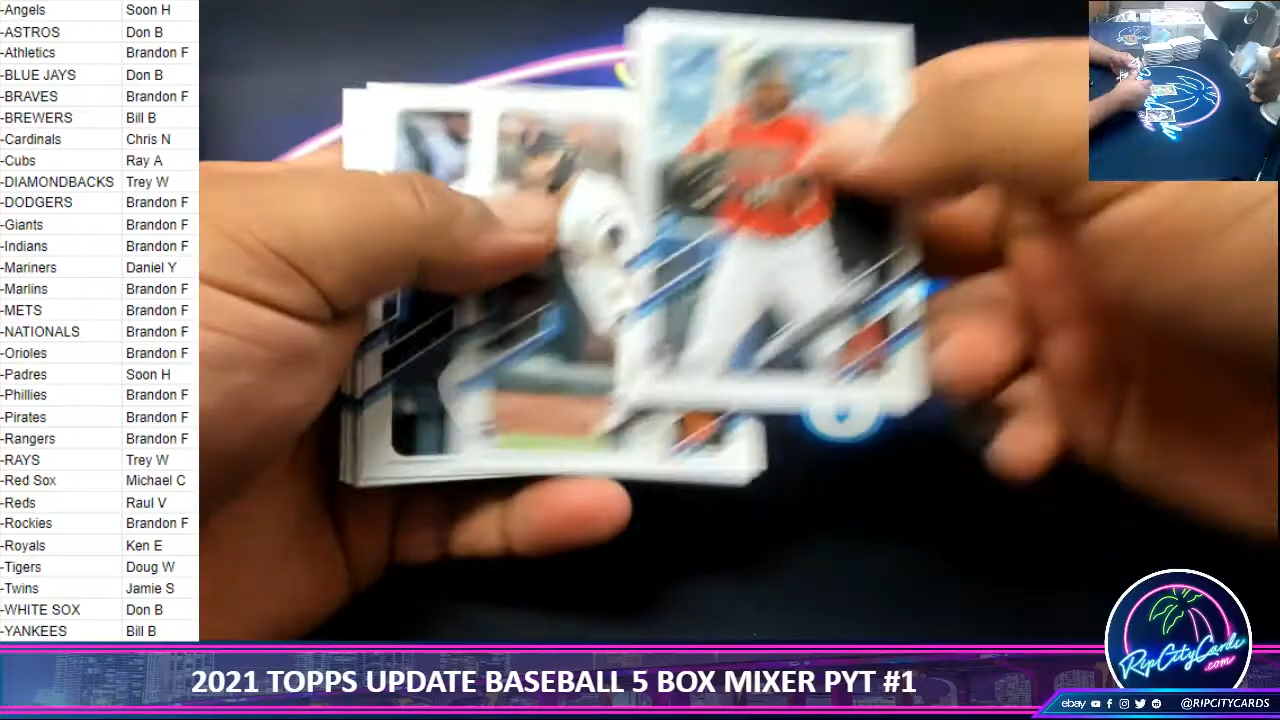 -Angels Soon H
-ASTROS Don B
-Athletics Brandon F
-BLUE JAYS Don B
-BRAVES Brandon F
-BREWERS Bill B
-Cardinals Chris N
-Cubs Ray A
-DIAMONDBACKS Trey W
-DODGERS Brandon F
-Giants Brandon F
-Indians Brandon F
-Mariners Daniel Y
-Marlins Brandon F
-METS Brandon F
-NATIONALS Brandon F
-Orioles Brandon F
-Padres Soon H
-Phillies Brandon F
-Pirates Brandon F
-Rangers Brandon F
-RAYS Trey W
-Red Sox Michael C
-Reds Raul V
-Rockies Brandon F
-Royals Ken E
-Tigers Doug W
-Twins Jamie S
-WHITE SOX Don B
-YANKEES Bill B
RipCityCards
.com
2021 TOPPS UPDATE BASEBALL 5 BOX MIXER PYT #1
ebay @RIPCITYCARDS